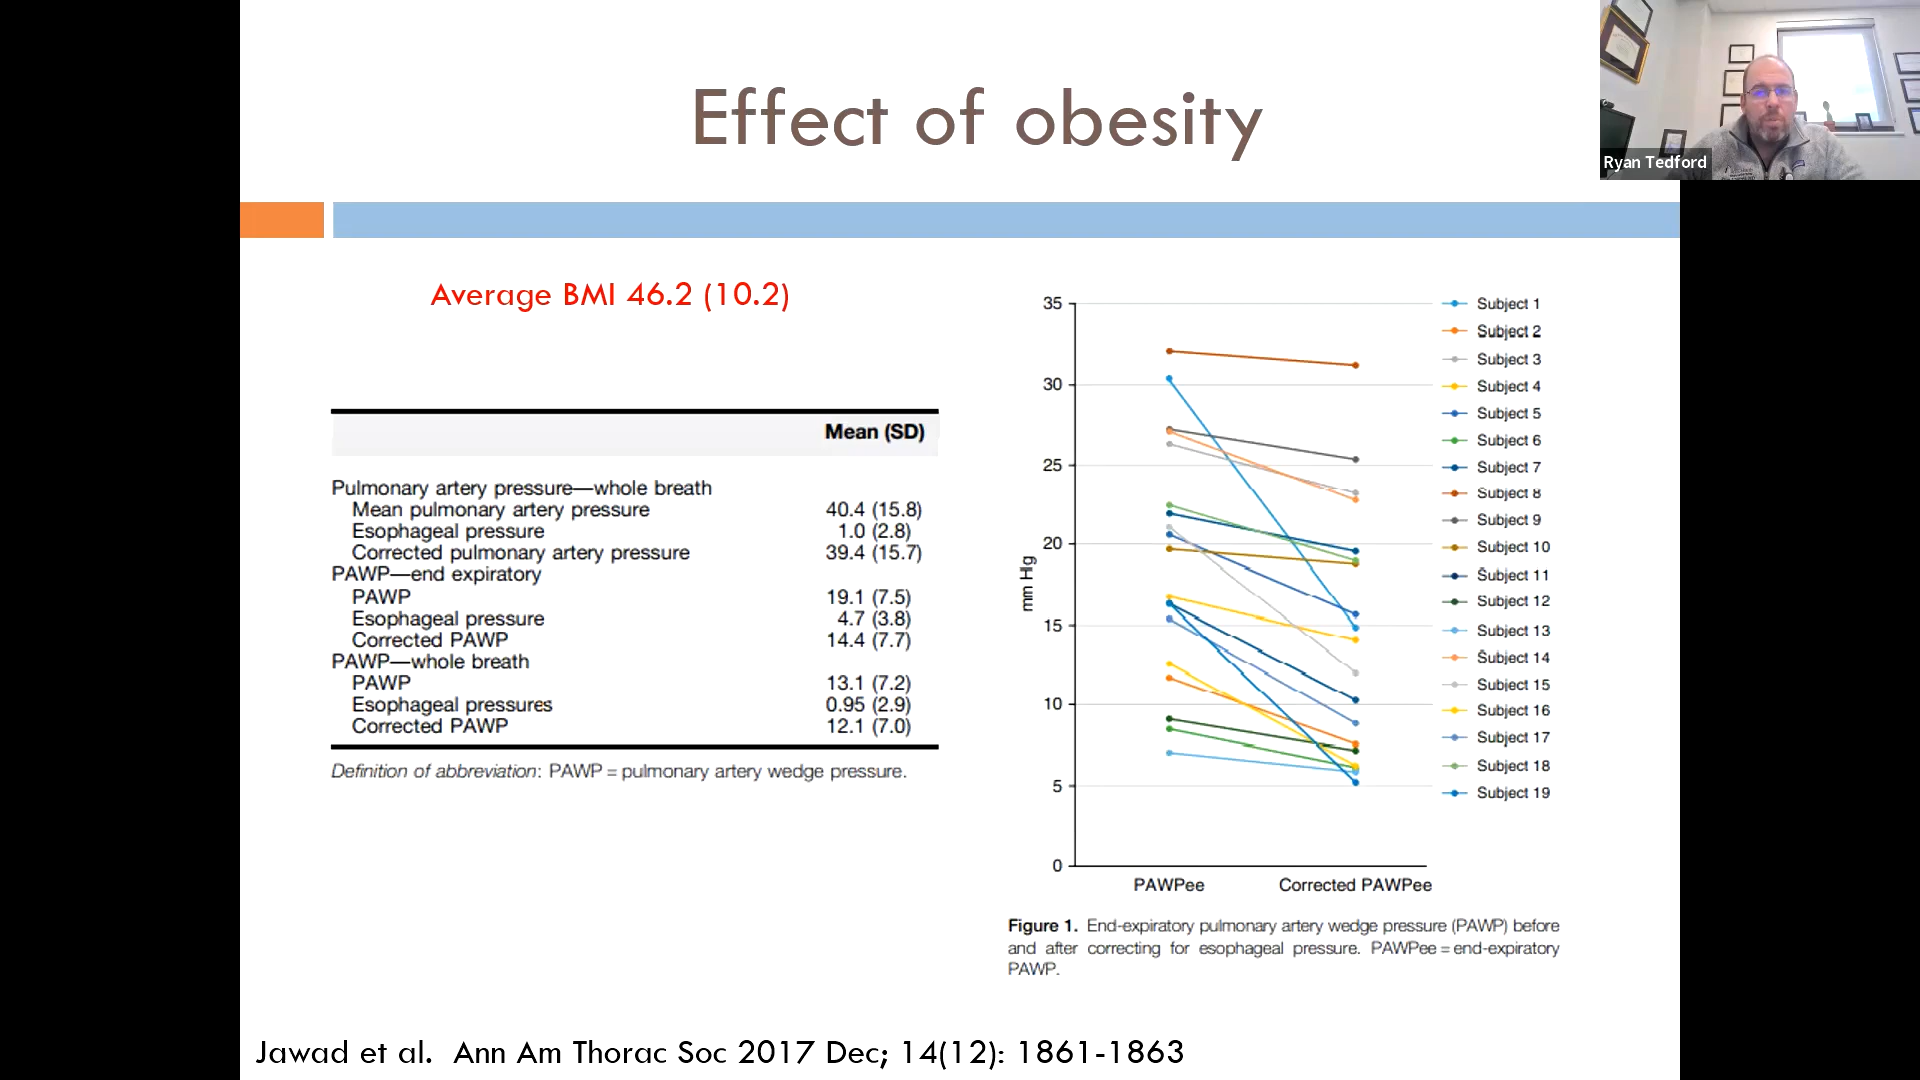 Effect of obesity
Ryan Tedford
Average BMI 46.2 (10.2)
Mean (SD)
Pulmonary artery pressure—whole breath
Mean pulmonary artery pressure 40.4 (15.8)
Esophageal pressure 1.0 (2.8)
Corrected pulmonary artery pressure 39.4 (15.7)
PAWP—end expiratory
PAWP 19.1 (7.5)
Esophageal pressure 4.7 (3.8)
Corrected PAWP 14.4 (7.7)
PAWP—whole breath
PAWP 13.1 (7.2)
Esophageal pressures 0.95 (2.9)
Corrected PAWP 12.1 (7.0)
Definition of abbreviation: PAWP = pulmonary artery wedge pressure.
35
30
25
20
15
10
5
0
mm Hg
PAWPee
Corrected PAWPee
Subject 1
Subject 2
Subject 3
Subject 4
Subject 5
Subject 6
Subject 7
Subject 8
Subject 9
Subject 10
Subject 11
Subject 12
Subject 13
Subject 14
Subject 15
Subject 16
Subject 17
Subject 18
Subject 19
Figure 1. End-expiratory pulmonary artery wedge pressure (PAWP) before
and after correcting for esophageal pressure. PAWPee = end-expiratory
PAWP.
Jawad et al. Ann Am Thorac Soc 2017 Dec; 14(12): 1861-1863